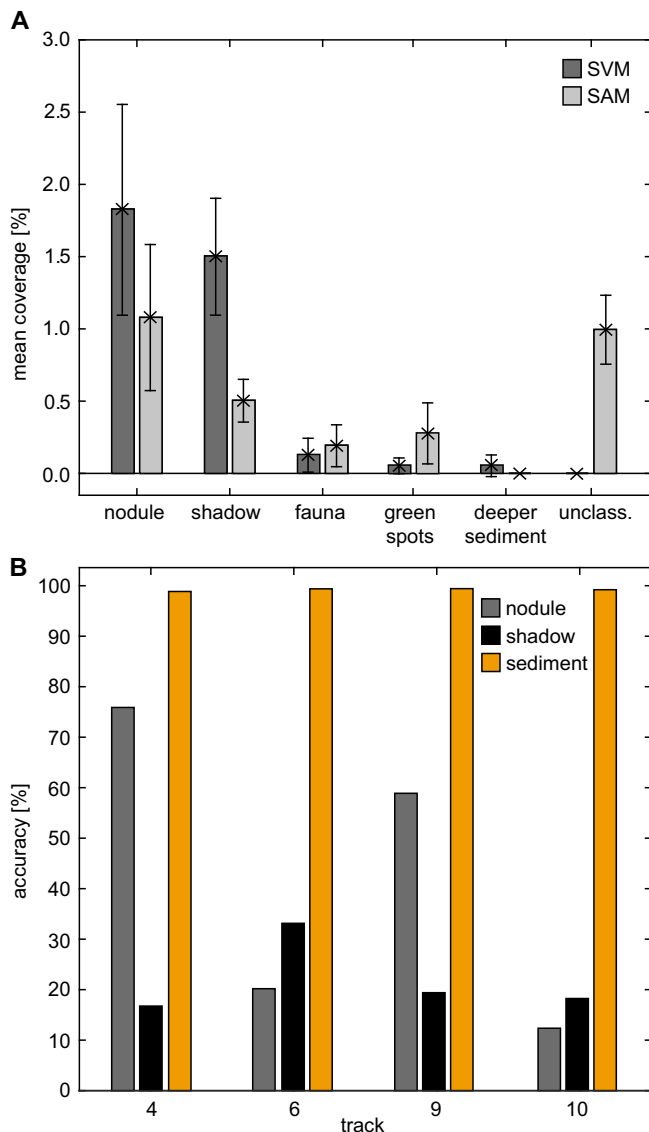 A
3.0
2.5
2.0
1.5
1.0
0.5
0.0
mean coverage [%]
SVM
SAM
nodule shadow fauna green spots deeper sediment unclass.
B
100
90
80
70
60
50
40
30
20
10
0
accuracy [%]
nodule
shadow
sediment
4 6 9 10
track